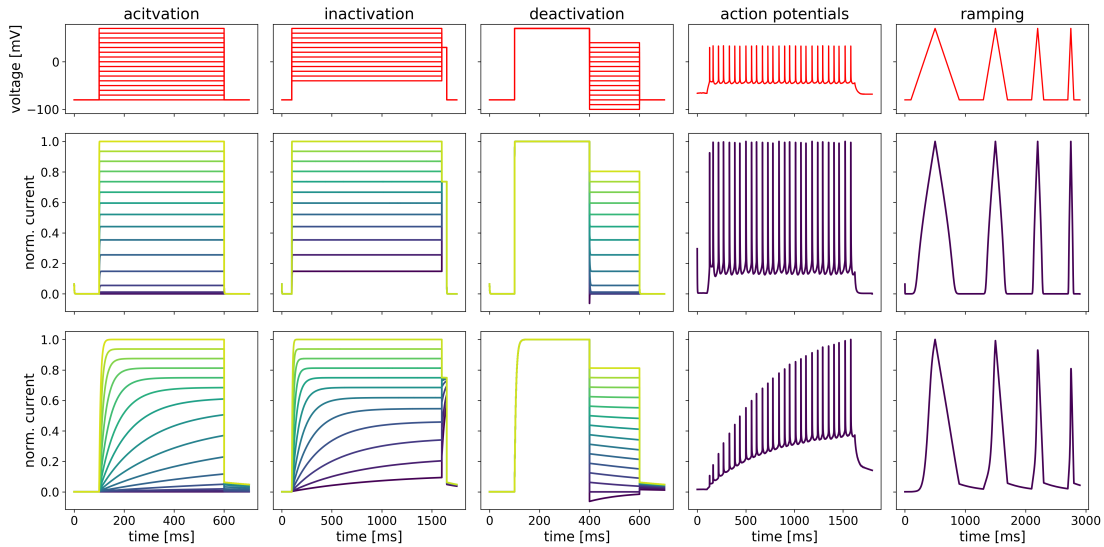 acitvation inactivation deactivation action potentials ramping
voltage [mV]
0
−100
norm. current
1.0
0.8
0.6
0.4
0.2
0.0
norm. current
1.0
0.8
0.6
0.4
0.2
0.0
0 200 400 600 0 500 1000 1500 0 200 400 600 0 500 1000 1500 0 1000 2000 3000
time [ms] time [ms] time [ms] time [ms] time [ms]